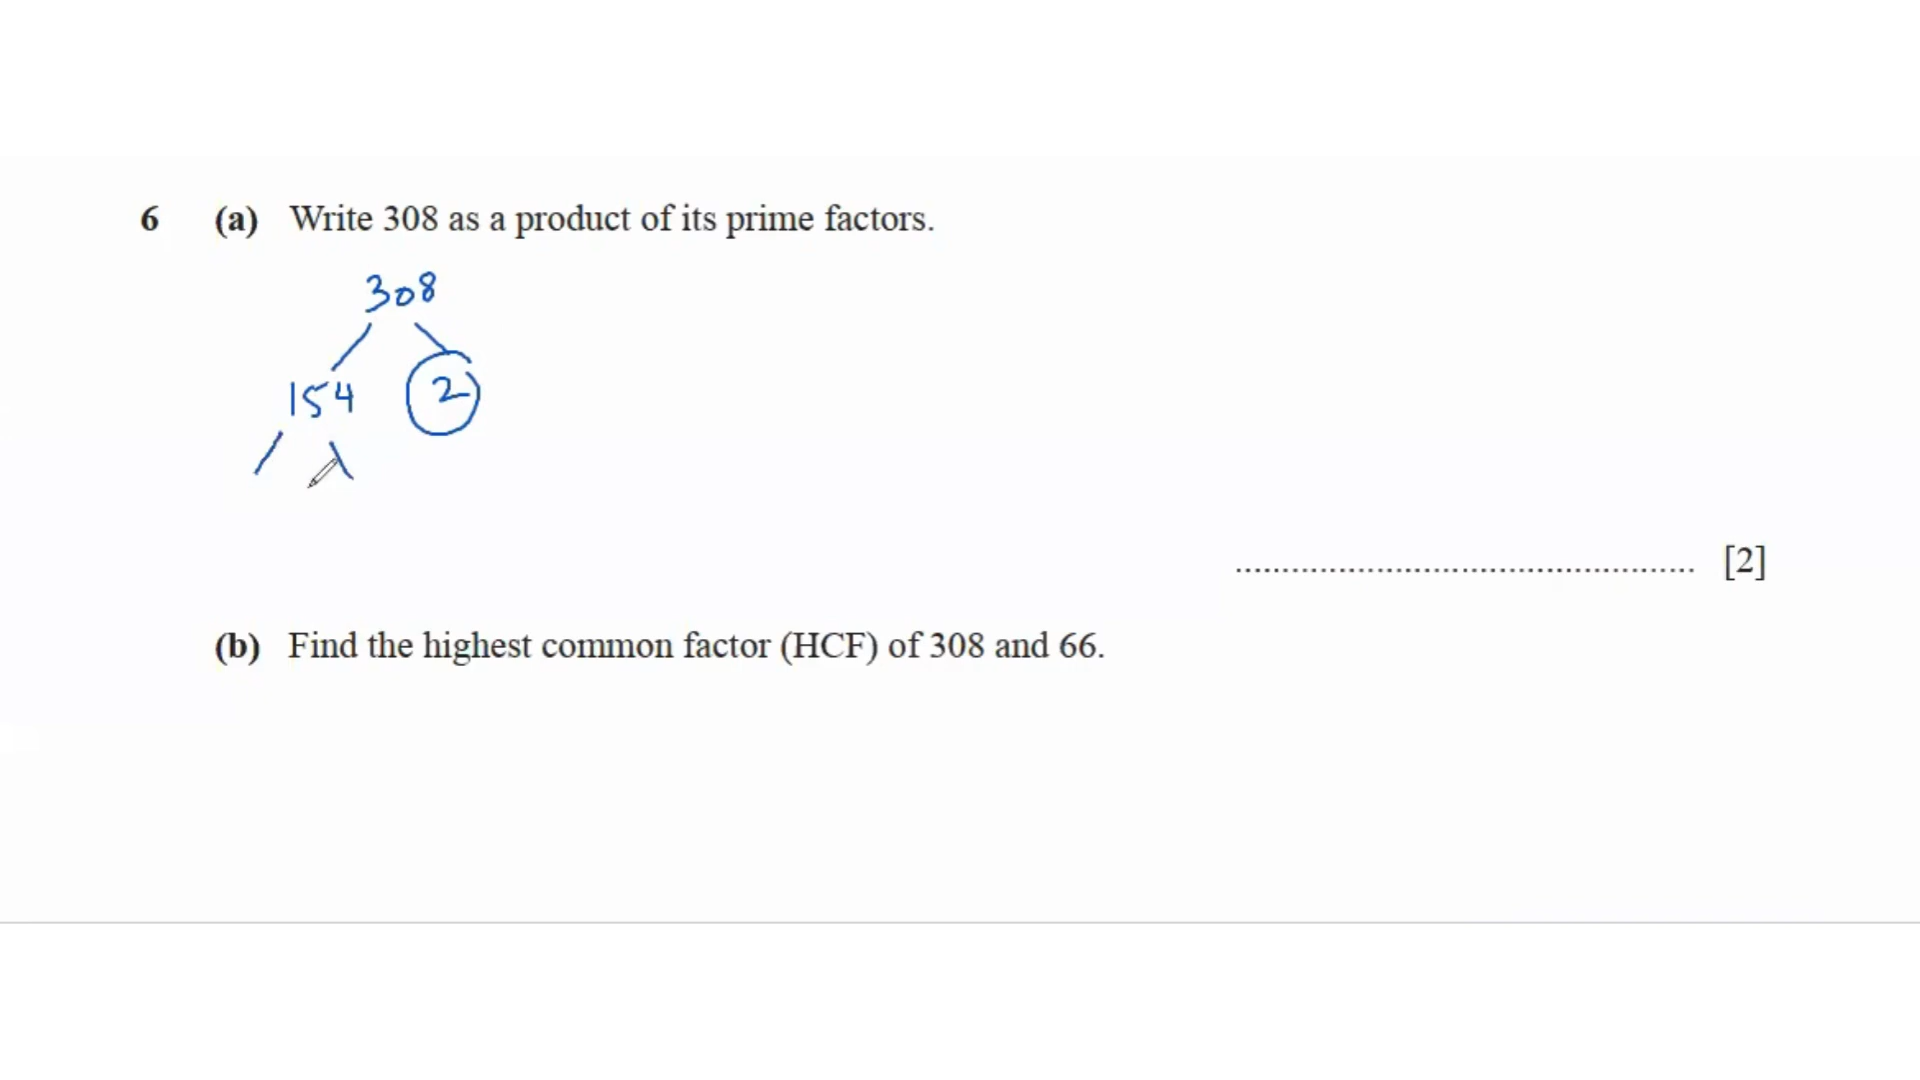 6 (a) Write 308 as a product of its prime factors.
308
154 2
................................................ [2]
(b) Find the highest common factor (HCF) of 308 and 66.